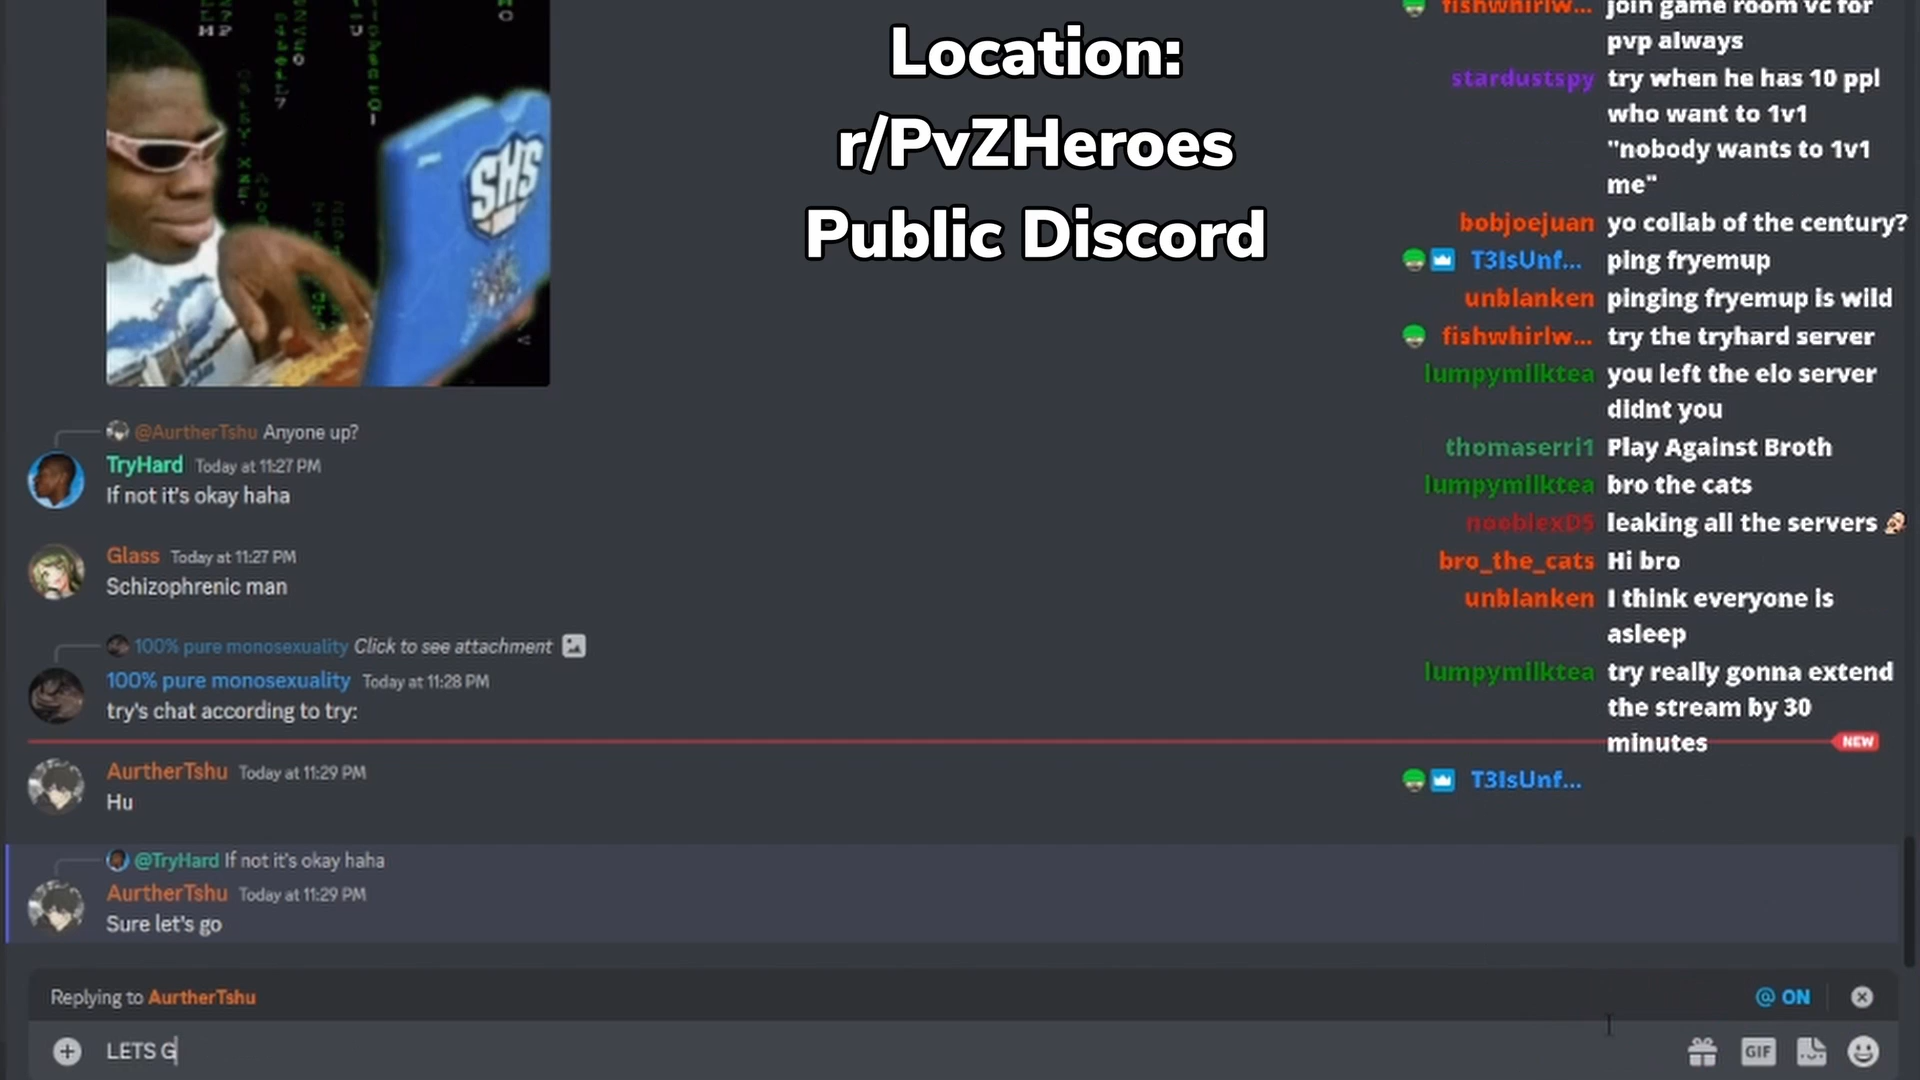 Location:
r/PvZHeroes
Public Discord
SHS
@AurtherTshu Anyone up?
TryHard Today at 11:27 PM
If not it's okay haha
Glass Today at 11:27 PM
Schizophrenic man
100% pure monosexuality Click to see attachment
100% pure monosexuality Today at 11:28 PM
try's chat according to try:
NEW
AurtherTshu Today at 11:29 PM
Hu
@TryHard If not it's okay haha
AurtherTshu Today at 11:29 PM
Sure let's go
Replying to AurtherTshu
@ ON
LETS G
GIF
fishwhirlw... join game room vc for
pvp always
stardustspy try when he has 10 ppl
who want to 1v1
"nobody wants to 1v1
me"
bobjoejuan yo collab of the century?
T3IsUnf... ping fryemup
unblanken pinging fryemup is wild
fishwhirlw... try the tryhard server
lumpymilktea you left the elo server
didnt you
thomaserri1 Play Against Broth
lumpymilktea bro the cats
nooblexD5 leaking all the servers
bro_the_cats Hi bro
unblanken I think everyone is
asleep
lumpymilktea try really gonna extend
the stream by 30
minutes
T3IsUnf...